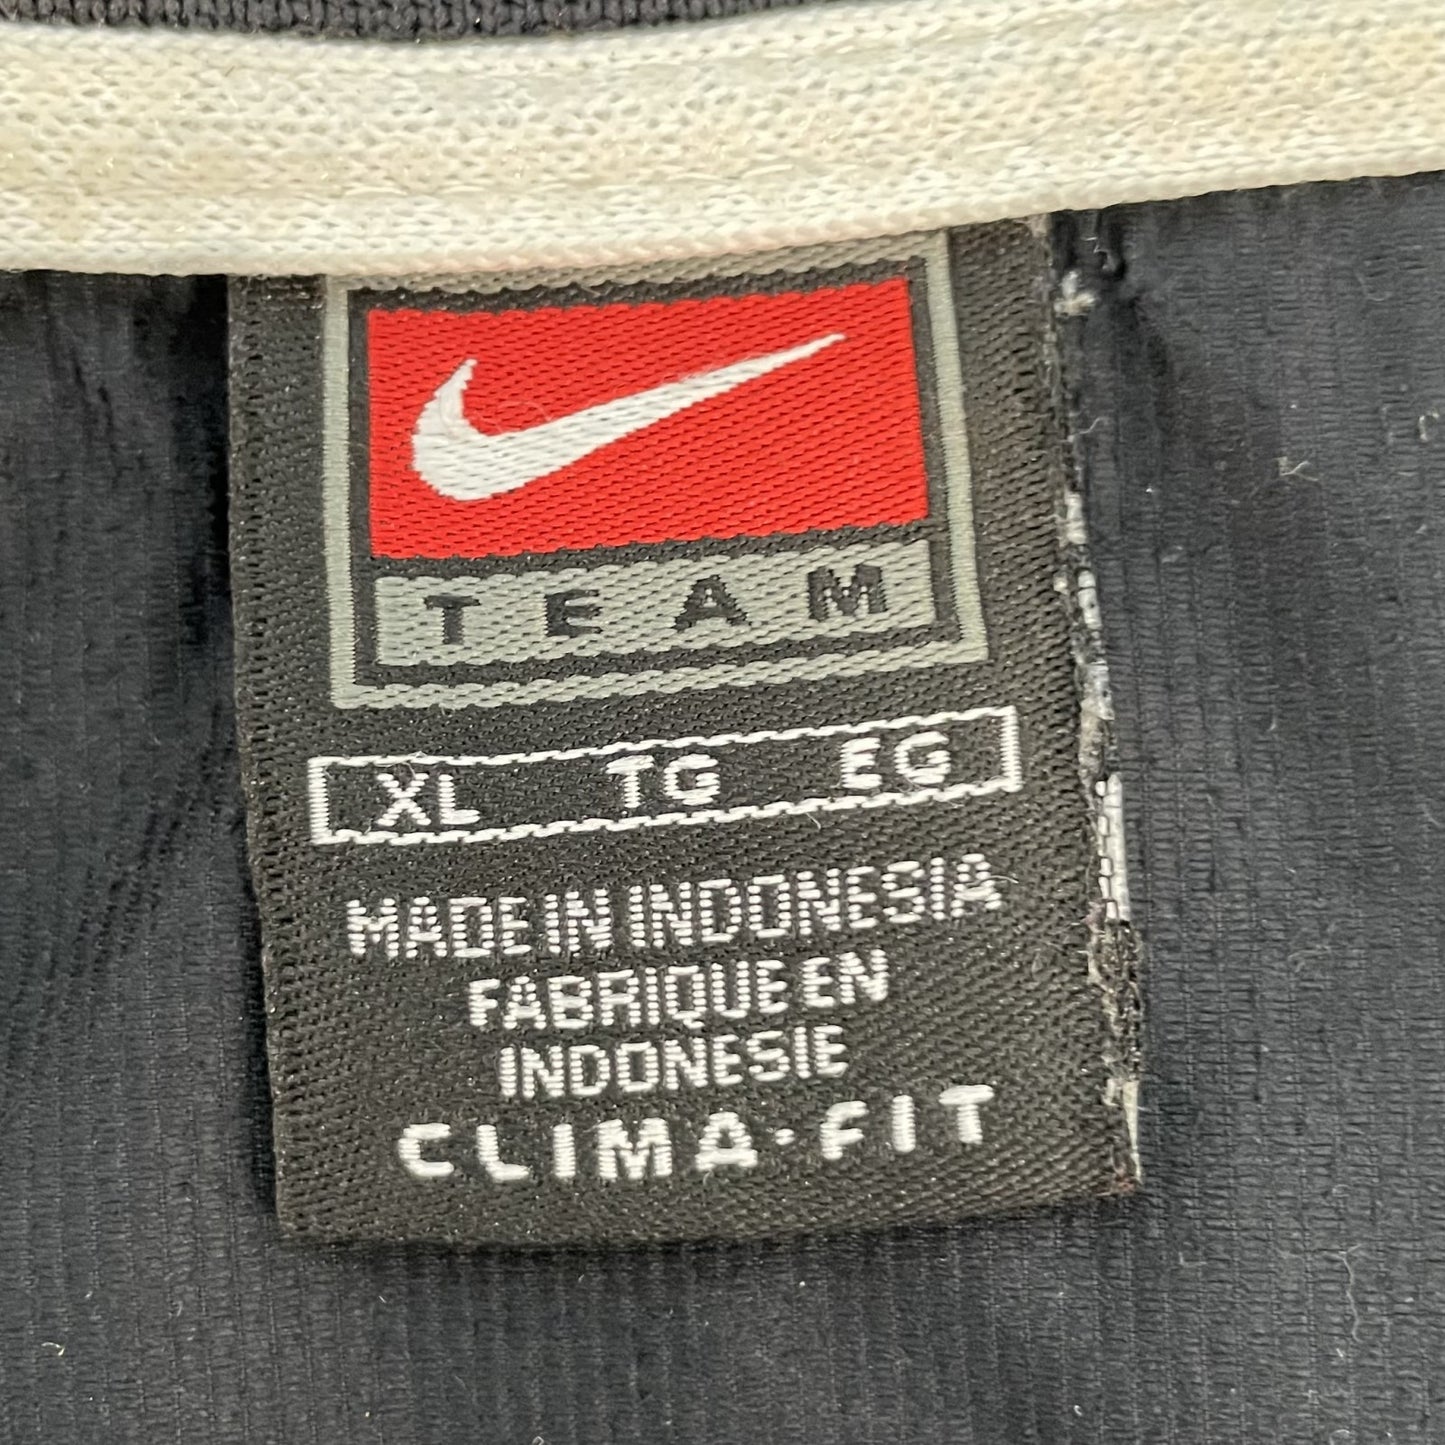 TEAM
XL TG EG
MADE IN INDONESIA
FABRIQUE EN
INDONESIE
CLIMA·FIT